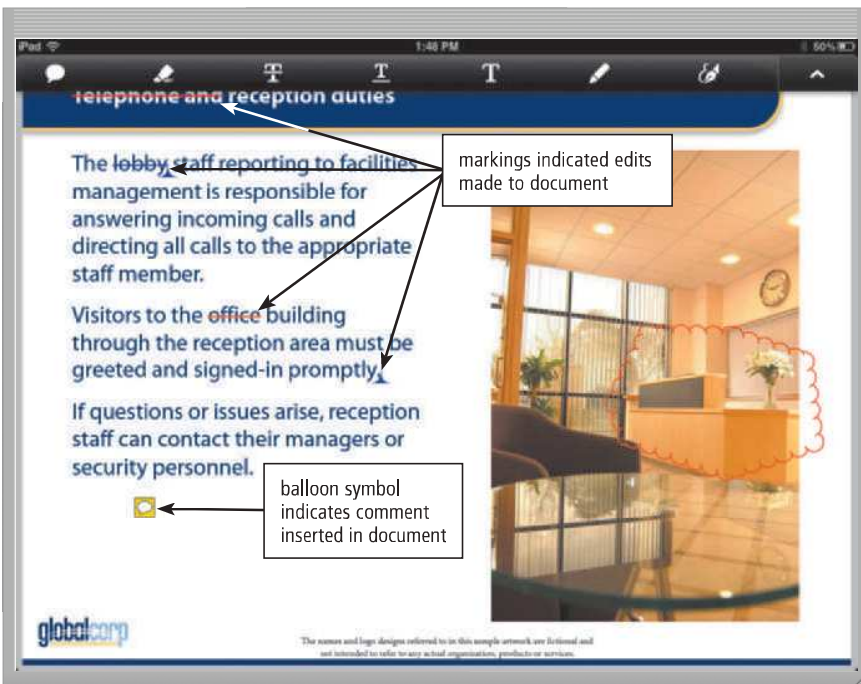 iPad
1:48 PM
50%
T
T
T
Telephone and reception duties
markings indicated edits
made to document
The lobby staff reporting to facilities
management is responsible for
answering incoming calls and
directing all calls to the appropriate
staff member.
Visitors to the office building
through the reception area must be
greeted and signed-in promptly
If questions or issues arise, reception
staff can contact their managers or
security personnel.
balloon symbol
indicates comment
inserted in document
globalcorp
The names and logo designs referred to in this sample artwork are fictional and
not intended to refer to any actual organization, products or services.